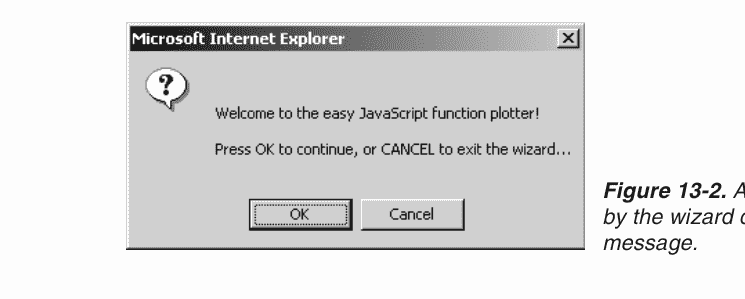 Microsoft Internet Explorer
Welcome to the easy JavaScript function plotter!
Press OK to continue, or CANCEL to exit the wizard...
OK
Cancel
Figure 13-2. A
by the wizard
message.